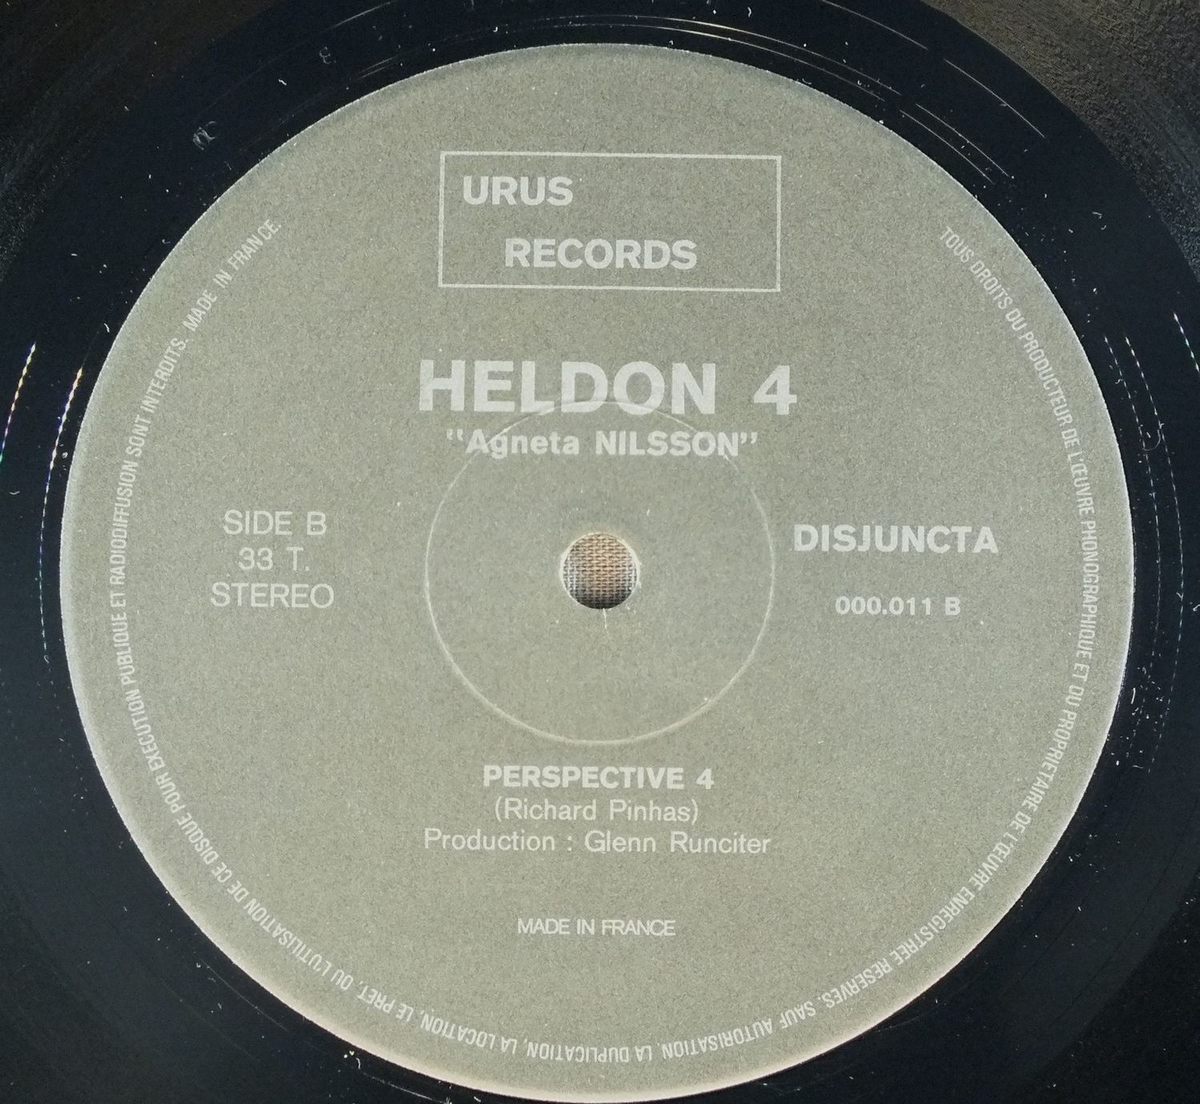 URUS
RECORDS
HELDON 4
"Agneta NILSSON"
SIDE B
33 T.
STEREO
DISJUNCTA
000.011 B
PERSPECTIVE 4
(Richard Pinhas)
Production : Glenn Runciter
MADE IN FRANCE
TOUS DROITS DU PRODUCTEUR DE L'ŒUVRE PHONOGRAPHIQUE ET DU PROPRIETAIRE DE L'ŒUVRE ENREGISTREE RESERVES. SAUF AUTORISATION, LA DUPLICATION, LA LOCATION, LE PRET, OU L'UTILISATION DE CE DISQUE POUR EXECUTION PUBLIQUE ET RADIODIFFUSION SONT INTERDITS. MADE IN FRANCE.